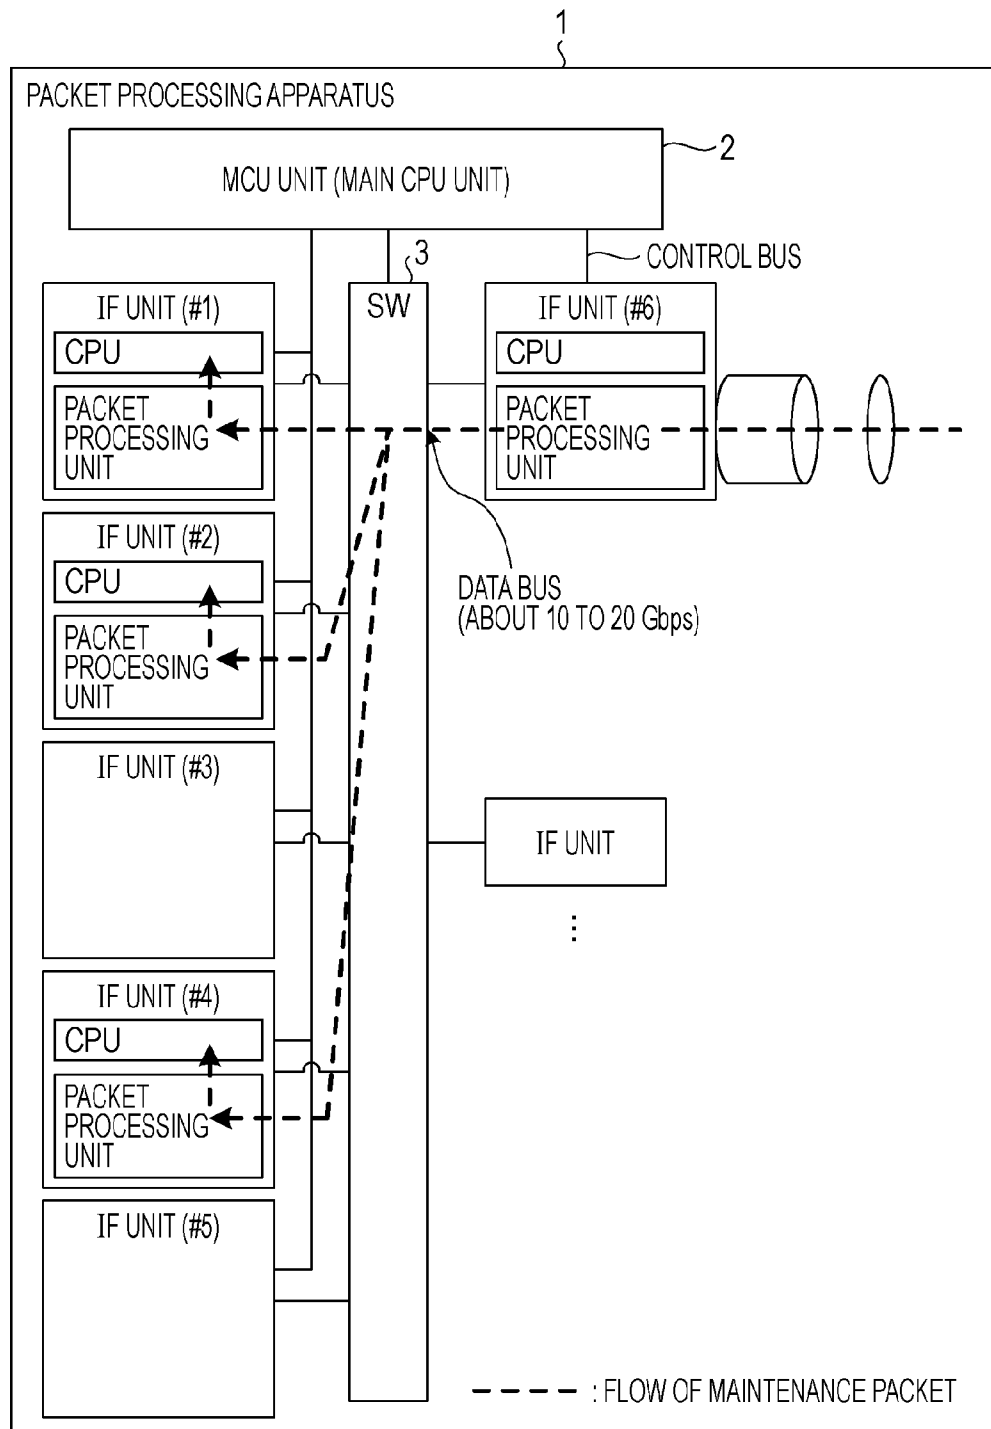 1
PACKET PROCESSING APPARATUS
2
MCU UNIT (MAIN CPU UNIT)
3
CONTROL BUS
IF UNIT (#1)
CPU
PACKET
PROCESSING
UNIT
SW
IF UNIT (#6)
CPU
PACKET
PROCESSING
UNIT
IF UNIT (#2)
CPU
PACKET
PROCESSING
UNIT
DATA BUS
(ABOUT 10 TO 20 Gbps)
IF UNIT (#3)
IF UNIT
⋮
IF UNIT (#4)
CPU
PACKET
PROCESSING
UNIT
IF UNIT (#5)
: FLOW OF MAINTENANCE PACKET